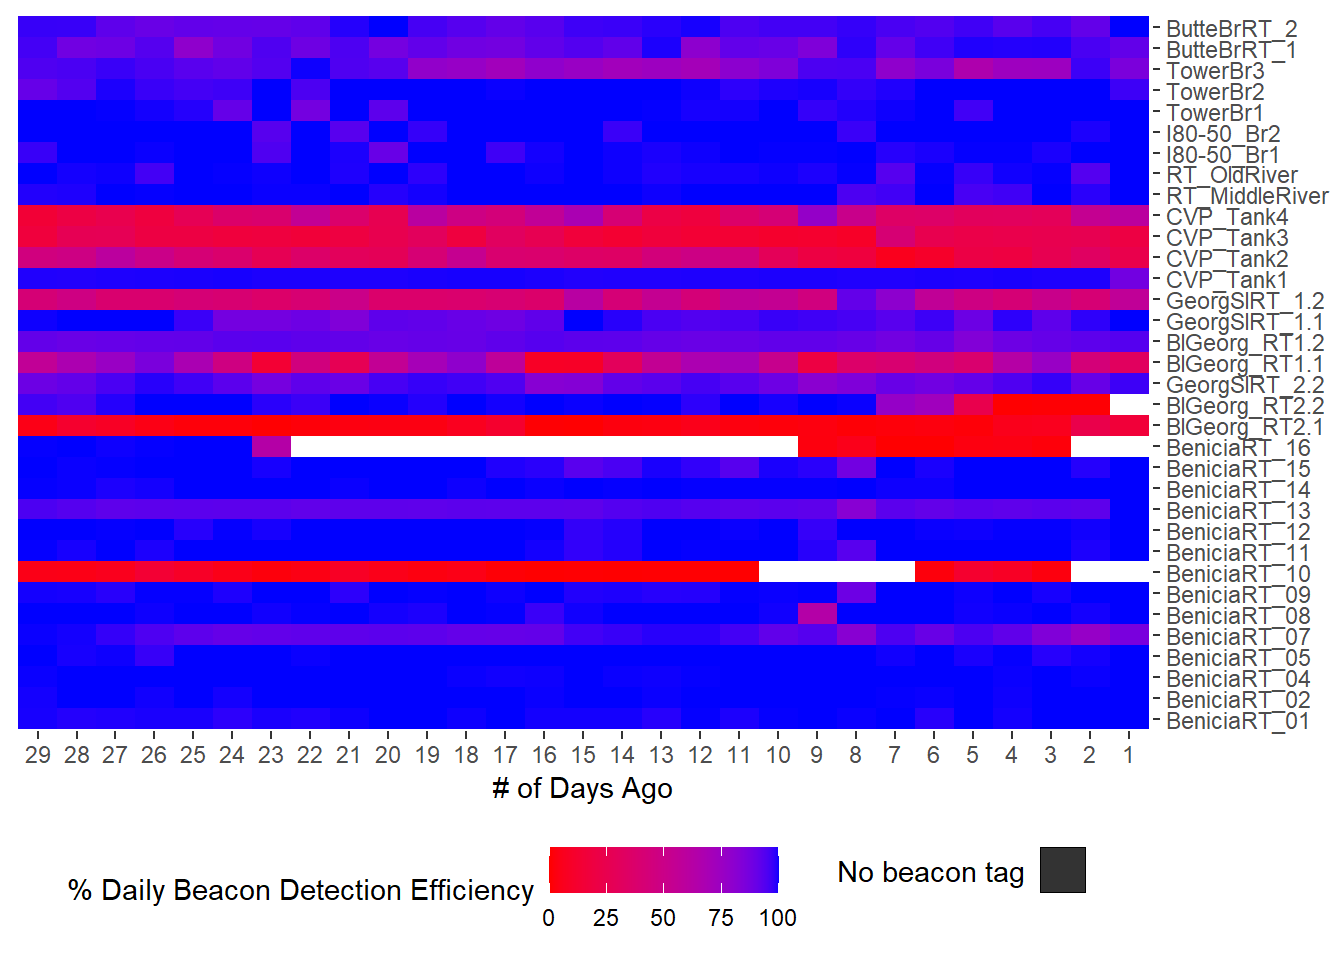 ButteBrRT_2
ButteBrRT_1
TowerBr3
TowerBr2
TowerBr1
I80-50_Br2
I80-50_Br1
RT_OldRiver
RT_MiddleRiver
CVP_Tank4
CVP_Tank3
CVP_Tank2
CVP_Tank1
GeorgSlRT_1.2
GeorgSlRT_1.1
BlGeorg_RT1.2
BlGeorg_RT1.1
GeorgSlRT_2.2
BlGeorg_RT2.2
BlGeorg_RT2.1
BeniciaRT_16
BeniciaRT_15
BeniciaRT_14
BeniciaRT_13
BeniciaRT_12
BeniciaRT_11
BeniciaRT_10
BeniciaRT_09
BeniciaRT_08
BeniciaRT_07
BeniciaRT_05
BeniciaRT_04
BeniciaRT_02
BeniciaRT_01
29 28 27 26 25 24 23 22 21 20 19 18 17 16 15 14 13 12 11 10 9 8 7 6 5 4 3 2 1
# of Days Ago
% Daily Beacon Detection Efficiency
0 25 50 75 100
No beacon tag